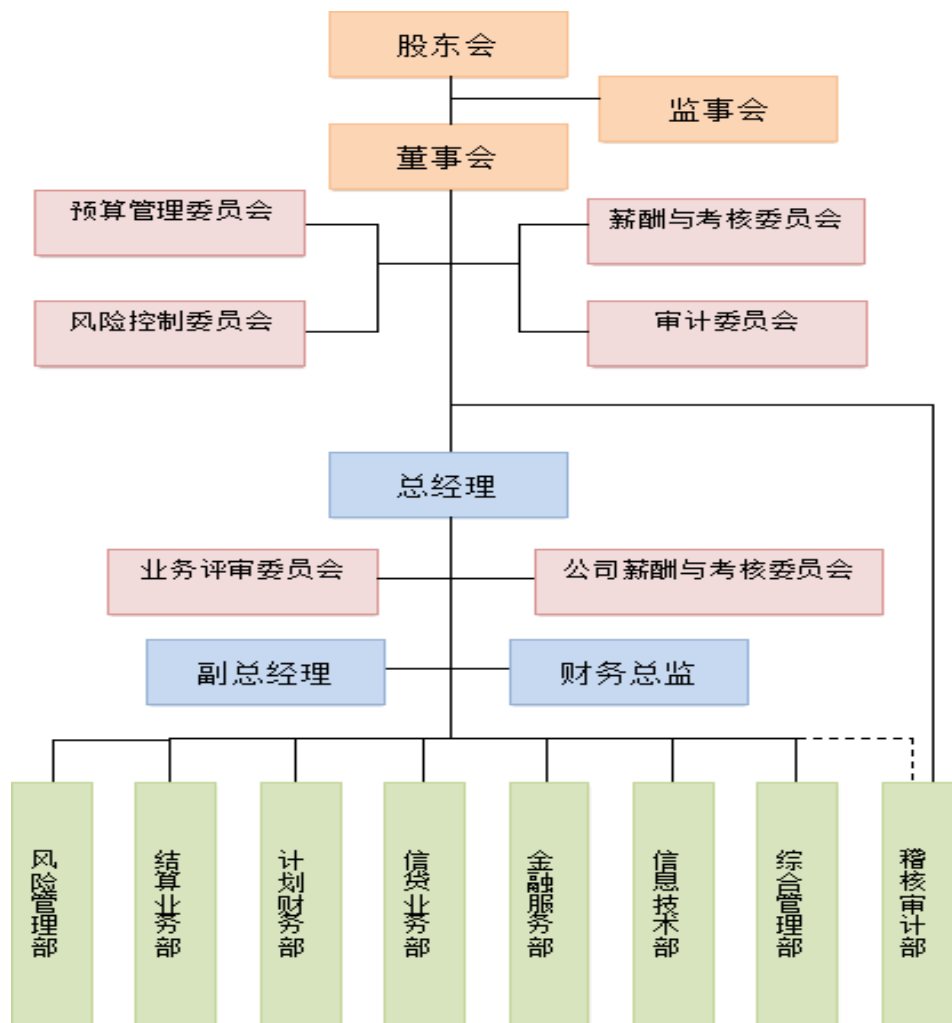 股东会
监事会
董事会
预算管理委员会
薪酬与考核委员会
风险控制委员会
审计委员会
总经理
业务评审委员会
公司薪酬与考核委员会
副总经理
财务总监
风险管理部
结算业务部
计划财务部
信贷业务部
金融服务部
信息技术部
综合管理部
稽核审计部